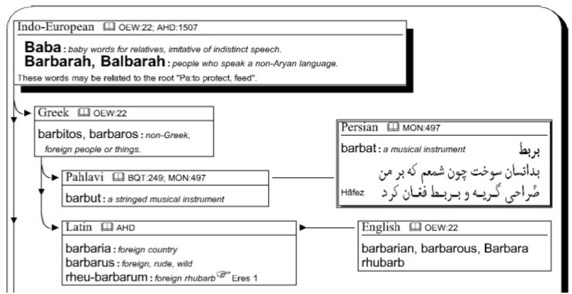 Indo-European 📖 OEW:22; AHD:1507
Baba : baby words for relatives, imitative of indistinct speech.
Barbarah, Balbarah : people who speak a non-Aryan language.
These words may be related to the root "Pa:to protect, feed".
Greek 📖 OEW:22
barbitos, barbaros : non-Greek,
foreign people or things.
Persian 📖 MON:497
barbat : a musical instrument بربط
بدانسان سوخت چون شمعم که بر من
Hâfez صُراحی گریه و بربط فغان کرد
Pahlavi 📖 BQT:249; MON:497
barbut : a stringed musical instrument
Latin 📖 AHD
barbaria : foreign country
barbarus : foreign, rude, wild
rheu-barbarum : foreign rhubarb ☞ Eres 1
English 📖 OEW:22
barbarian, barbarous, Barbara
rhubarb